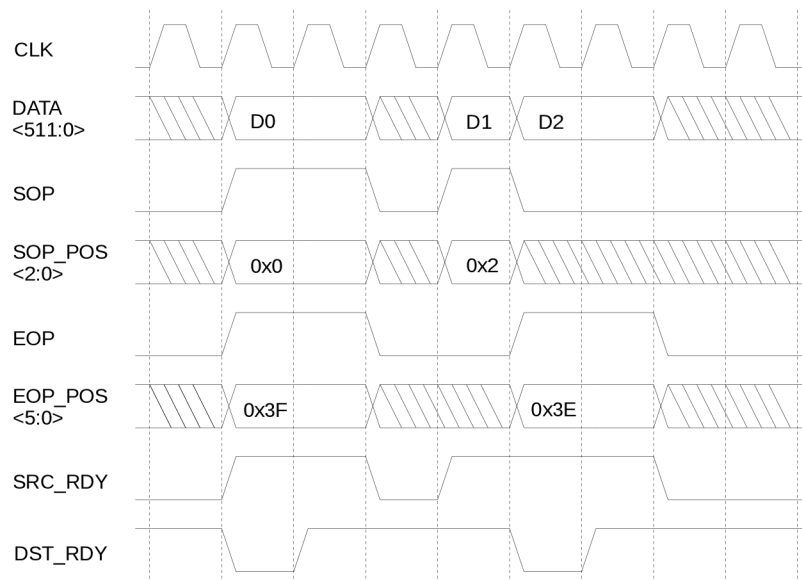 CLK
DATA
<511:0>
D0
D1
D2
SOP
SOP_POS
<2:0>
0x0
0x2
EOP
EOP_POS
<5:0>
0x3F
0x3E
SRC_RDY
DST_RDY